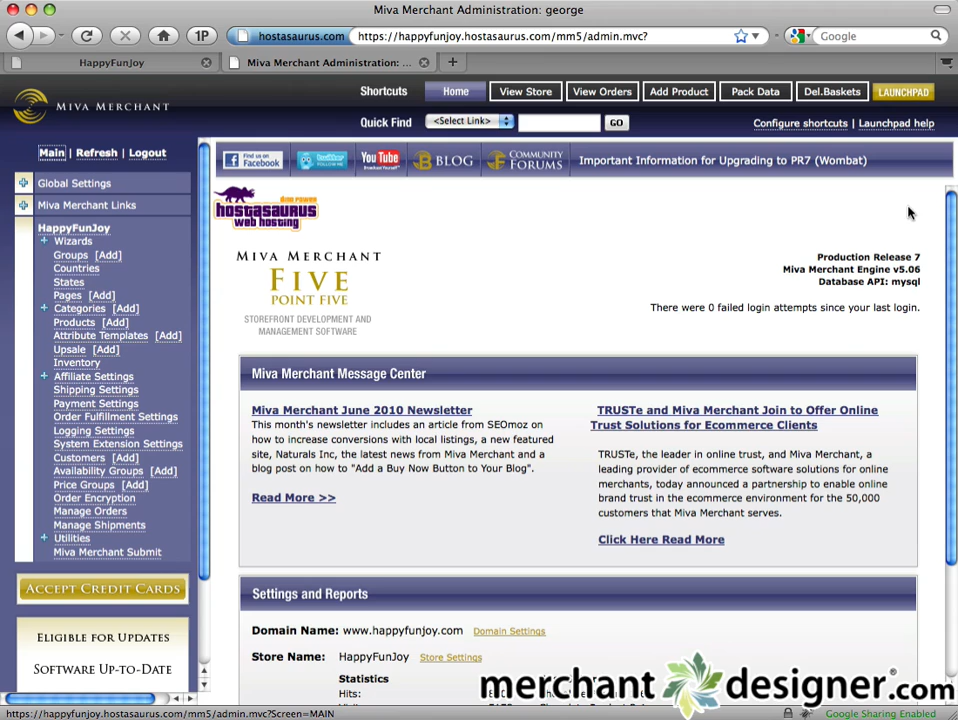 Miva Merchant Administration: george
1P
hostasaurus.com
https://happyfunjoy.hostasaurus.com/mm5/admin.mvc?
Google
HappyFunJoy
Miva Merchant Administration: ...
MIVA MERCHANT
Shortcuts
Home
View Store
View Orders
Add Product
Pack Data
Del.Baskets
LAUNCHPAD
Quick Find
<Select Link>
GO
Configure shortcuts | Launchpad help
Main | Refresh | Logout
Find us on
Facebook
twitter
FOLLOW ME
You Tube
Broadcast Yourself
BLOG
COMMUNITY
FORUMS
Important Information for Upgrading to PR7 (Wombat)
Global Settings
Miva Merchant Links
HappyFunJoy
Wizards
Groups [Add]
Countries
States
Pages [Add]
Categories [Add]
Products [Add]
Attribute Templates [Add]
Upsale [Add]
Inventory
Affiliate Settings
Shipping Settings
Payment Settings
Order Fulfillment Settings
Logging Settings
System Extension Settings
Customers [Add]
Availability Groups [Add]
Price Groups [Add]
Order Encryption
Manage Orders
Manage Shipments
Utilities
Miva Merchant Submit
ACCEPT CREDIT CARDS
ELIGIBLE FOR UPDATES
SOFTWARE UP-TO-DATE
dino power
hostasaurus
web hosting
MIVA MERCHANT
FIVE
POINT FIVE
STOREFRONT DEVELOPMENT AND
MANAGEMENT SOFTWARE
Production Release 7
Miva Merchant Engine v5.06
Database API: mysql
There were 0 failed login attempts since your last login.
Miva Merchant Message Center
Miva Merchant June 2010 Newsletter
This month's newsletter includes an article from SEOmoz on
how to increase conversions with local listings, a new featured
site, Naturals Inc, the latest news from Miva Merchant and a
blog post on how to "Add a Buy Now Button to Your Blog".
Read More >>
TRUSTe and Miva Merchant Join to Offer Online
Trust Solutions for Ecommerce Clients
TRUSTe, the leader in online trust, and Miva Merchant, a
leading provider of ecommerce software solutions for online
merchants, today announced a partnership to enable online
brand trust in the ecommerce environment for the 50,000
customers that Miva Merchant serves.
Click Here Read More
Settings and Reports
Domain Name: www.happyfunjoy.com Domain Settings
Store Name: HappyFunJoy Store Settings
Statistics
Hits:
merchant designer.com
®
https://happyfunjoy.hostasaurus.com/mm5/admin.mvc?Screen=MAIN
Google Sharing Enabled